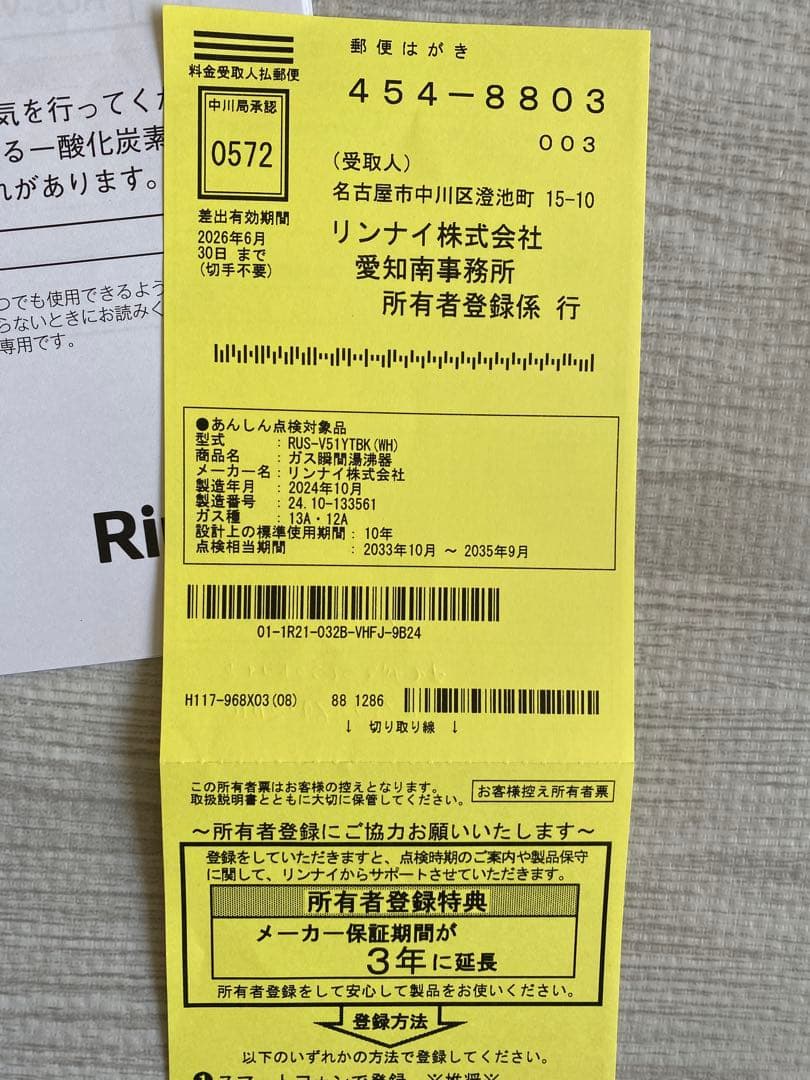 気を行ってくだ
る一酸化炭素
れがあります。
つでも使用できるよう
らないときにお読みく
専用です。
Ri
郵便はがき
料金受取人払郵便
中川局承認
0572
差出有効期間
2026年6月
30日 まで
(切手不要)
454-8803
003
(受取人)
名古屋市中川区澄池町 15-10
リンナイ株式会社
愛知南事務所
所有者登録係 行
●あんしん点検対象品
型式 : RUS-V51YTBK(WH)
商品名 : ガス瞬間湯沸器
メーカー名 : リンナイ株式会社
製造年月 : 2024年10月
製造番号 : 24.10-133561
ガス種 : 13A・12A
設計上の標準使用期間 : 10年
点検相当期間 : 2033年10月 ～ 2035年9月
01-1R21-032B-VHFJ-9B24
H117-968X03(08) 88 1286
↓ 切り取り線 ↓
この所有者票はお客様の控えとなります。
取扱説明書とともに大切に保管してください。
お客様控え所有者票
～所有者登録にご協力お願いいたします～
登録をしていただきますと、点検時期のご案内や製品保守
に関して、リンナイからサポートさせていただきます。
所有者登録特典
メーカー保証期間が
3年に延長
所有者登録をして安心して製品をお使いください。
登録方法
以下のいずれかの方法で登録してください。
❶スマートフォンで登録 ※推奨※